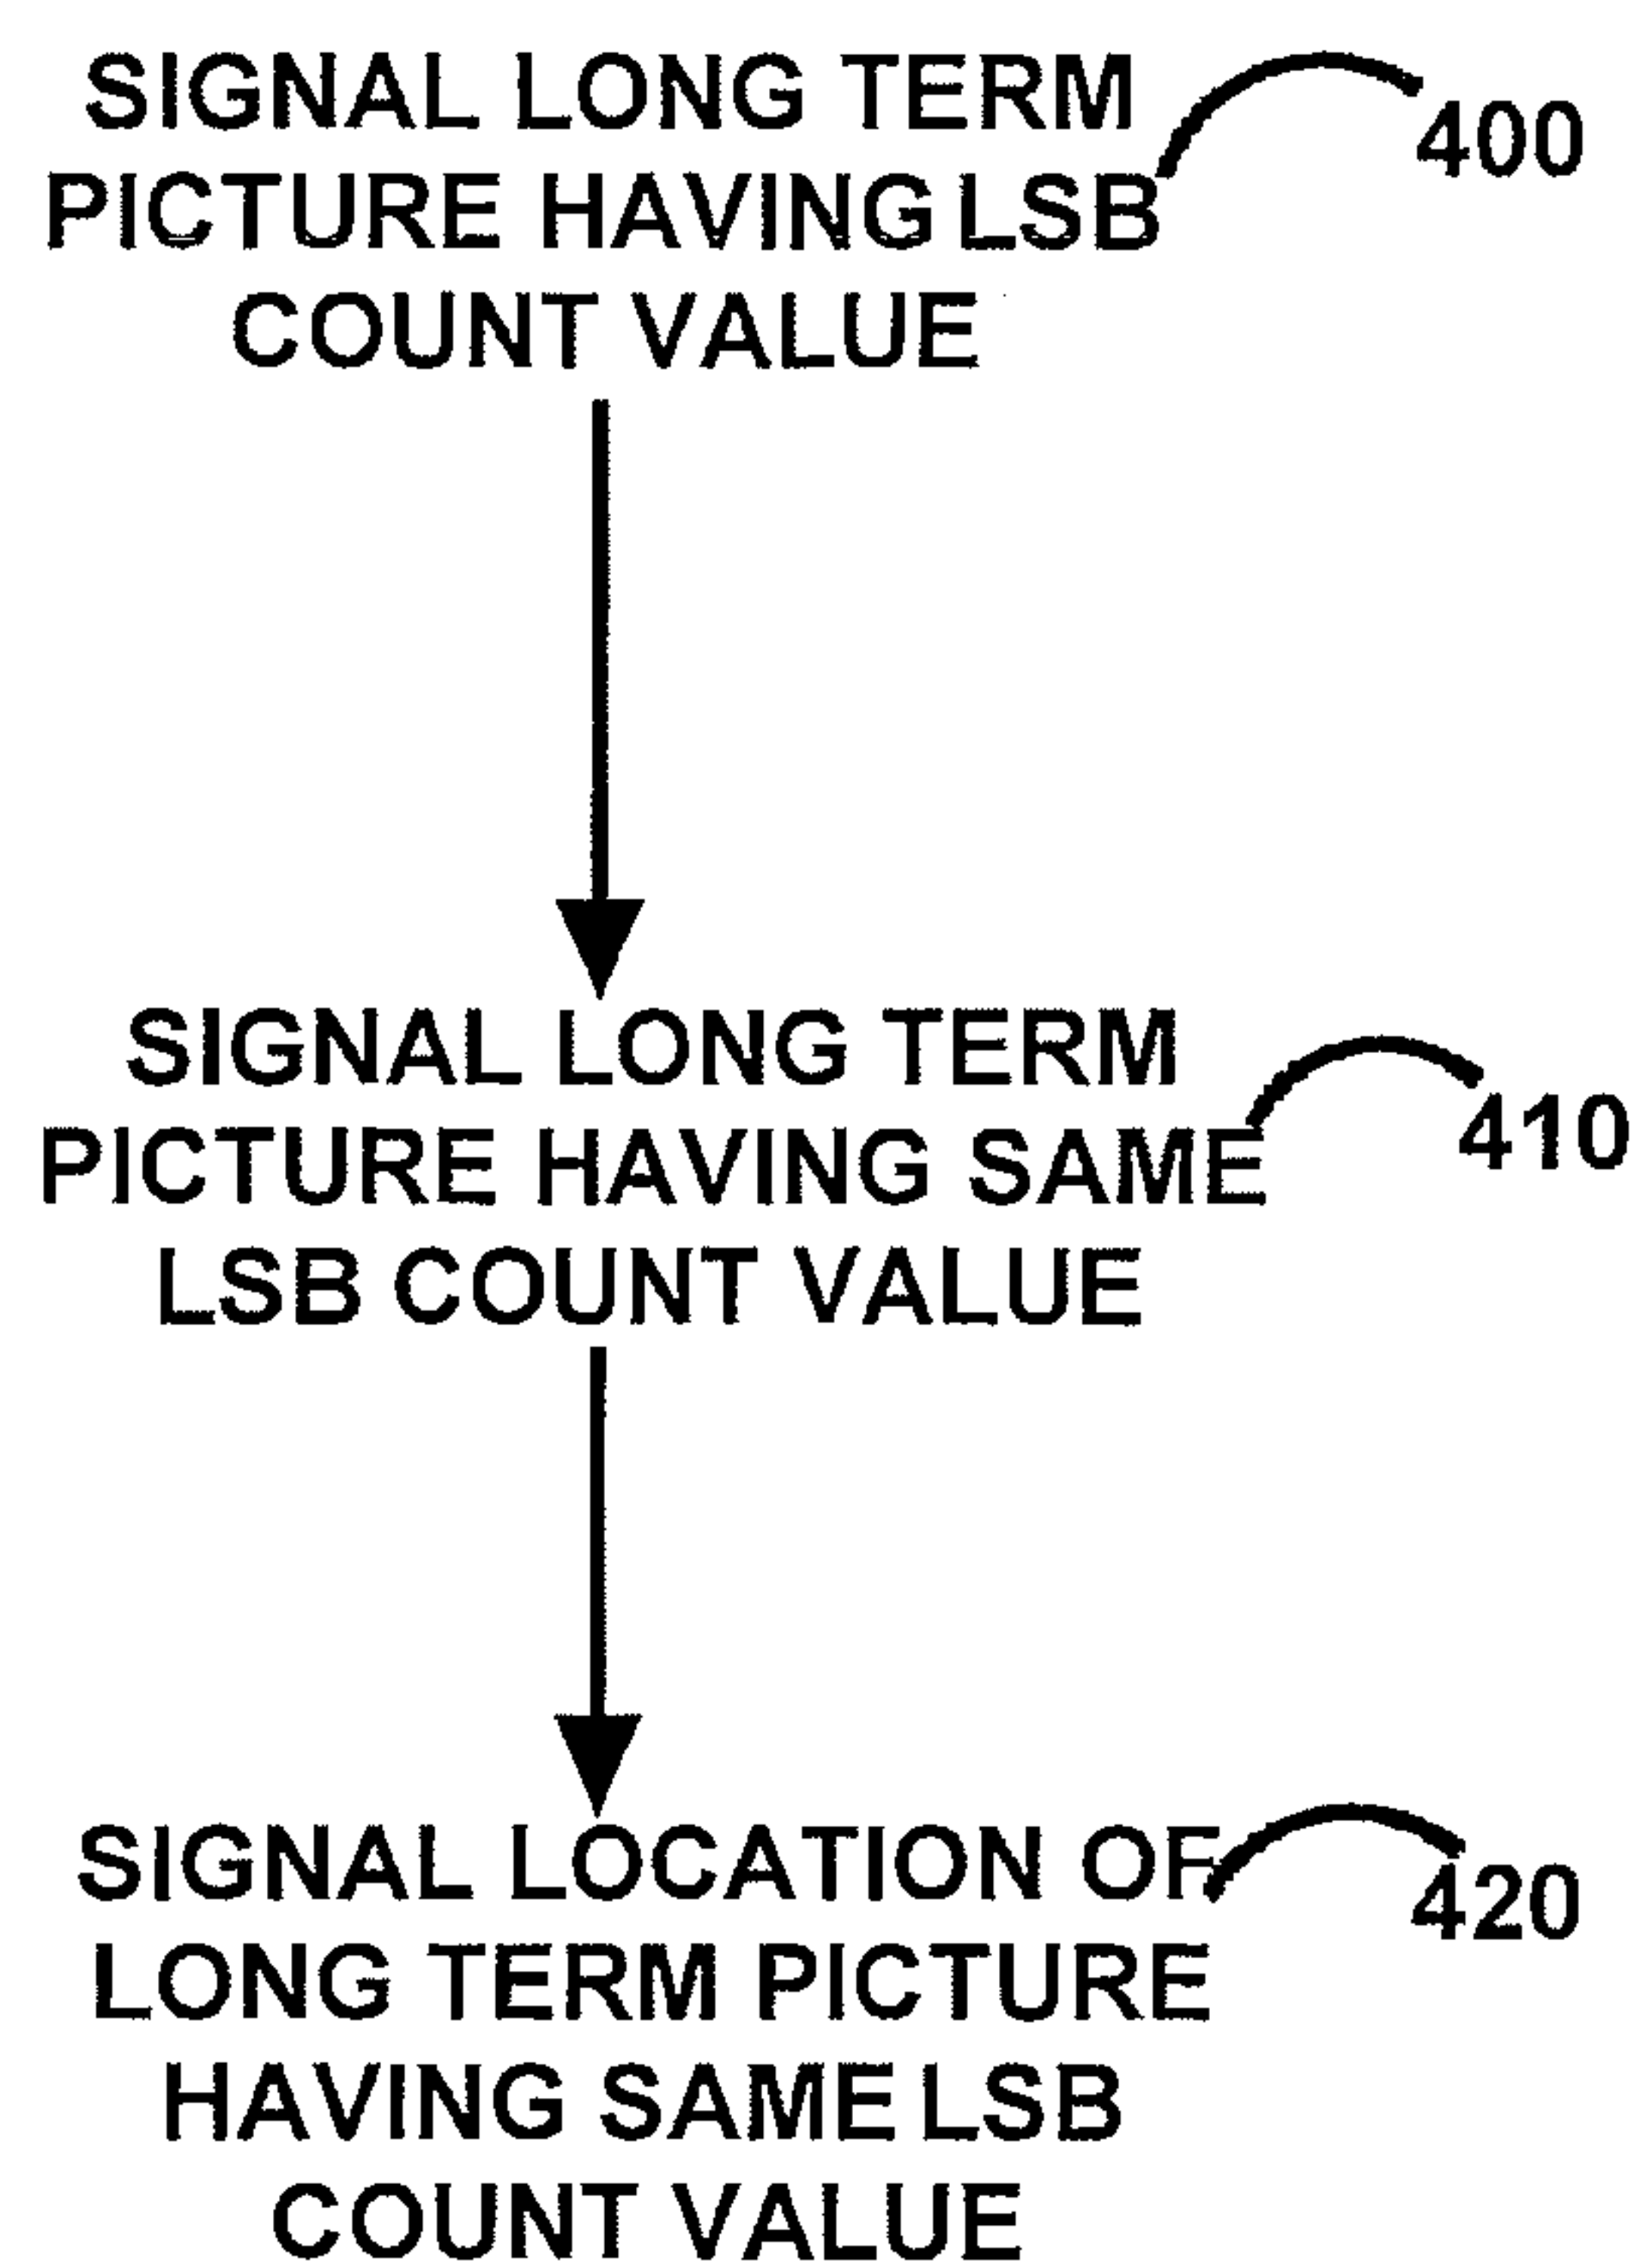 SIGNAL LONG TERM
400
PICTURE HAVING LSB
COUNT VALUE
SIGNAL LONG TERM
410
PICTURE HAVING SAME
LSB COUNT VALUE
SIGNAL LOCATION OF
420
LONG TERM PICTURE
HAVING SAME LSB
COUNT VALUE